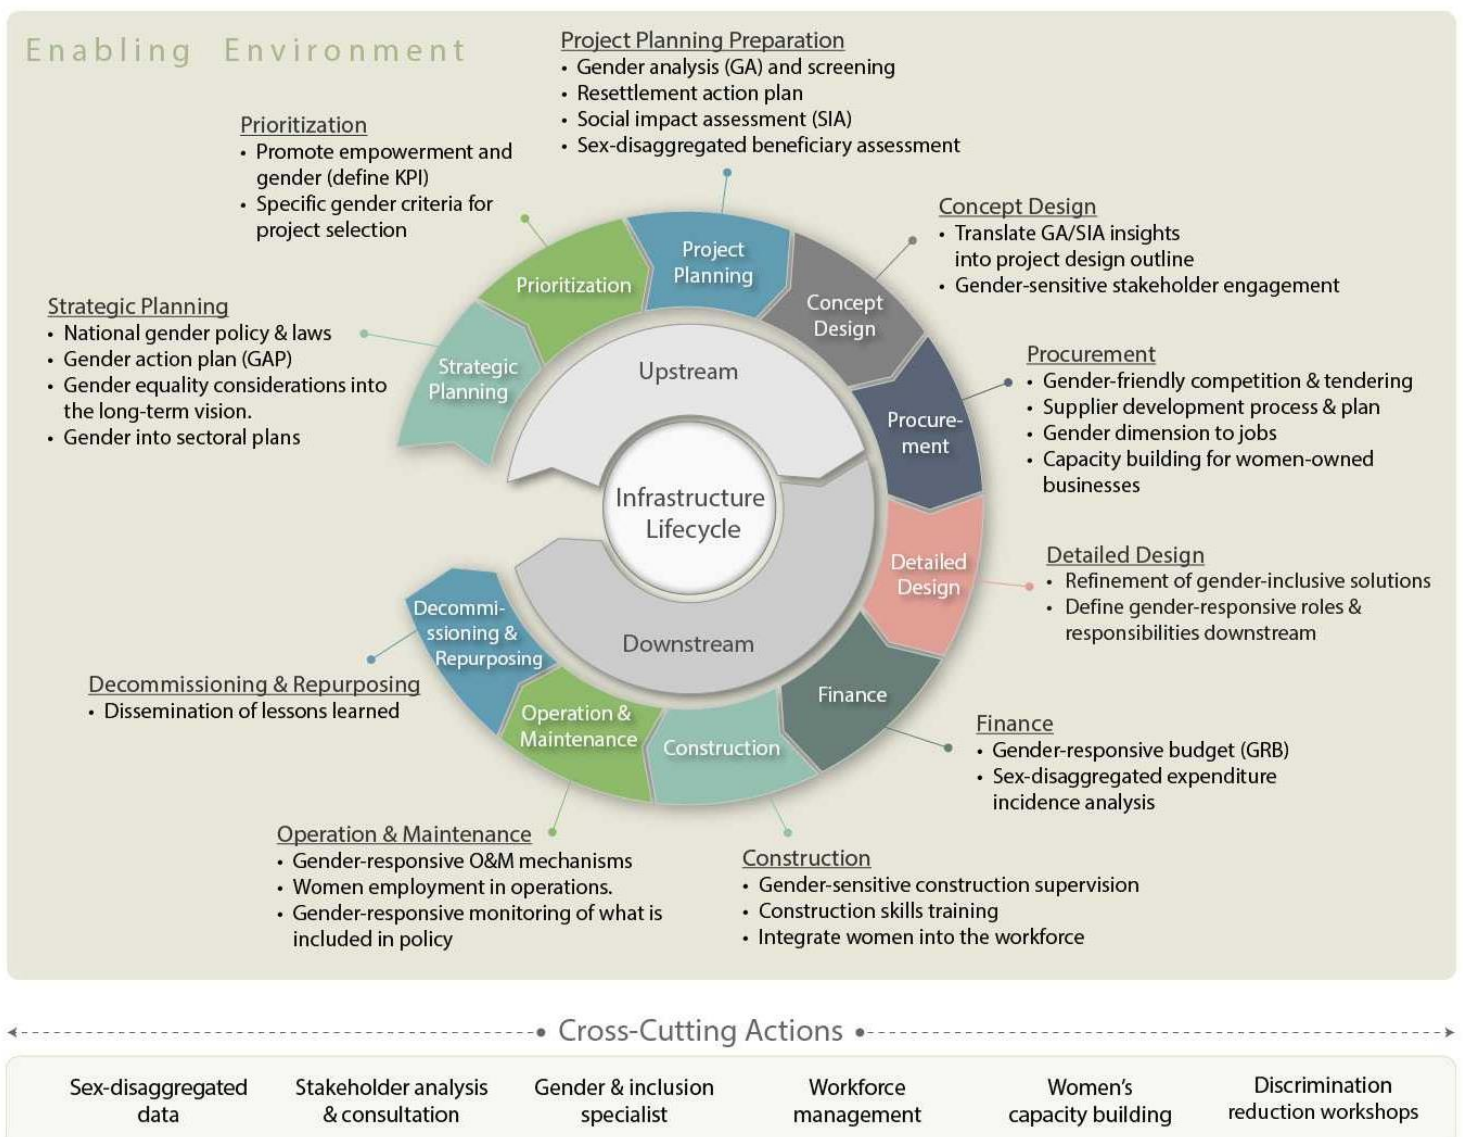 Enabling Environment
Project Planning Preparation
• Gender analysis (GA) and screening
• Resettlement action plan
• Social impact assessment (SIA)
• Sex-disaggregated beneficiary assessment
Prioritization
• Promote empowerment and
gender (define KPI)
• Specific gender criteria for
project selection
Concept Design
• Translate GA/SIA insights
into project design outline
• Gender-sensitive stakeholder engagement
Strategic Planning
• National gender policy & laws
• Gender action plan (GAP)
• Gender equality considerations into
the long-term vision.
• Gender into sectoral plans
Procurement
• Gender-friendly competition & tendering
• Supplier development process & plan
• Gender dimension to jobs
• Capacity building for women-owned
businesses
Strategic
Planning
Prioritization
Project
Planning
Concept
Design
Procure-
ment
Detailed
Design
Finance
Construction
Operation &
Maintenance
Decommi-
ssioning &
Repurposing
Upstream
Infrastructure
Lifecycle
Downstream
Detailed Design
• Refinement of gender-inclusive solutions
• Define gender-responsive roles &
responsibilities downstream
Decommissioning & Repurposing
• Dissemination of lessons learned
Finance
• Gender-responsive budget (GRB)
• Sex-disaggregated expenditure
incidence analysis
Operation & Maintenance
• Gender-responsive O&M mechanisms
• Women employment in operations.
• Gender-responsive monitoring of what is
included in policy
Construction
• Gender-sensitive construction supervision
• Construction skills training
• Integrate women into the workforce
Cross-Cutting Actions
Sex-disaggregated
data
Stakeholder analysis
& consultation
Gender & inclusion
specialist
Workforce
management
Women's
capacity building
Discrimination
reduction workshops